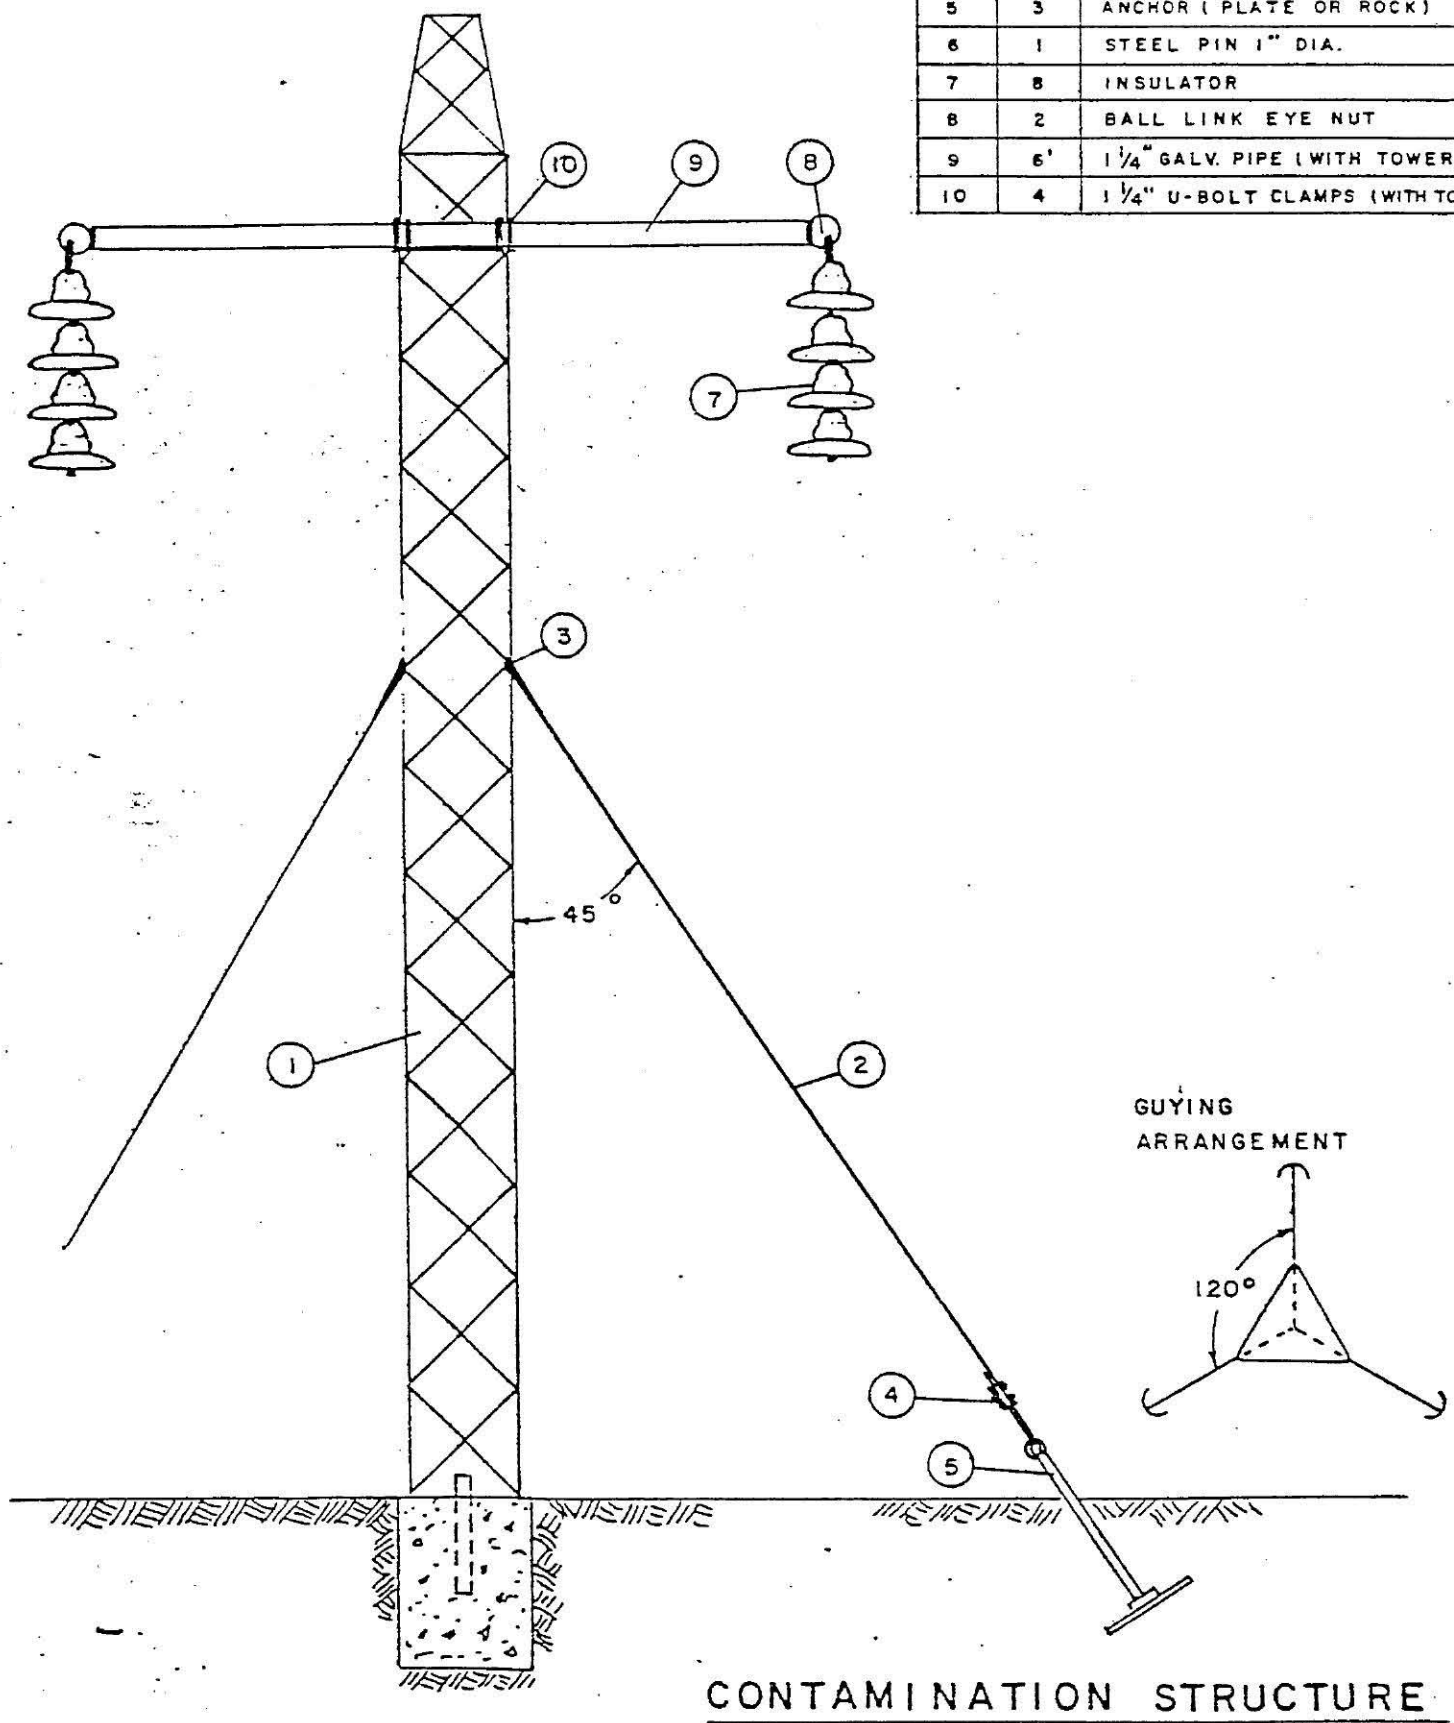 5 3 ANCHOR (PLATE OR ROCK)
6 1 STEEL PIN 1" DIA.
7 8 INSULATOR
8 2 BALL LINK EYE NUT
9 6' 1 1/4" GALV. PIPE (WITH TOWER
10 4 1 1/4" U-BOLT CLAMPS (WITH TO
10 9 8
7
3
45°
1
2
GUYING
ARRANGEMENT
120°
4
5
CONTAMINATION STRUCTURE